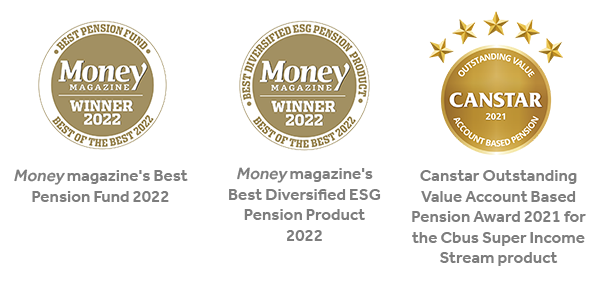 • BEST PENSION FUND •
Money
MAGAZINE
WINNER
2022
BEST OF THE BEST 2022
Money magazine's Best
Pension Fund 2022
• BEST DIVERSIFIED ESG PENSION PRODUCT •
Money
MAGAZINE
WINNER
2022
BEST OF THE BEST 2022
Money magazine's
Best Diversified ESG
Pension Product
2022
OUTSTANDING VALUE
CANSTAR
2021
ACCOUNT BASED PENSION
Canstar Outstanding
Value Account Based
Pension Award 2021 for
the Cbus Super Income
Stream product